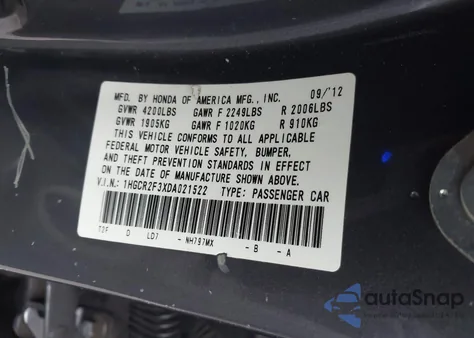 MFD. BY HONDA OF AMERICA MFG., INC. 09/'12
GVWR 4200LBS GAWR F 2249LBS R 2006LBS
GVWR 1905KG GAWR F 1020KG R 910KG
THIS VEHICLE CONFORMS TO ALL APPLICABLE
FEDERAL MOTOR VEHICLE SAFETY, BUMPER,
AND THEFT PREVENTION STANDARDS IN EFFECT
ON THE DATE OF MANUFACTURE SHOWN ABOVE.
V.I.N.: 1HGCR2F3XDA021522 TYPE: PASSENGER CAR
D LD7 -NH797MX -B -A
autoSnap